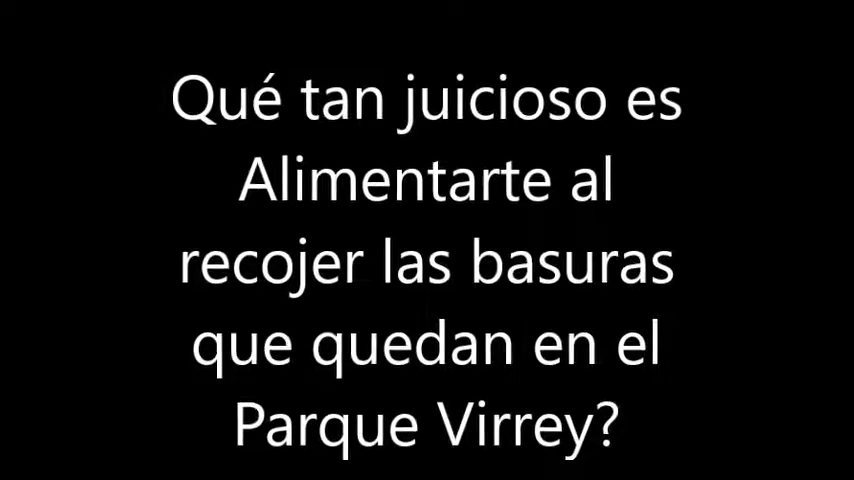 Qué tan juicioso es
Alimentarte al
recojer las basuras
que quedan en el
Parque Virrey?